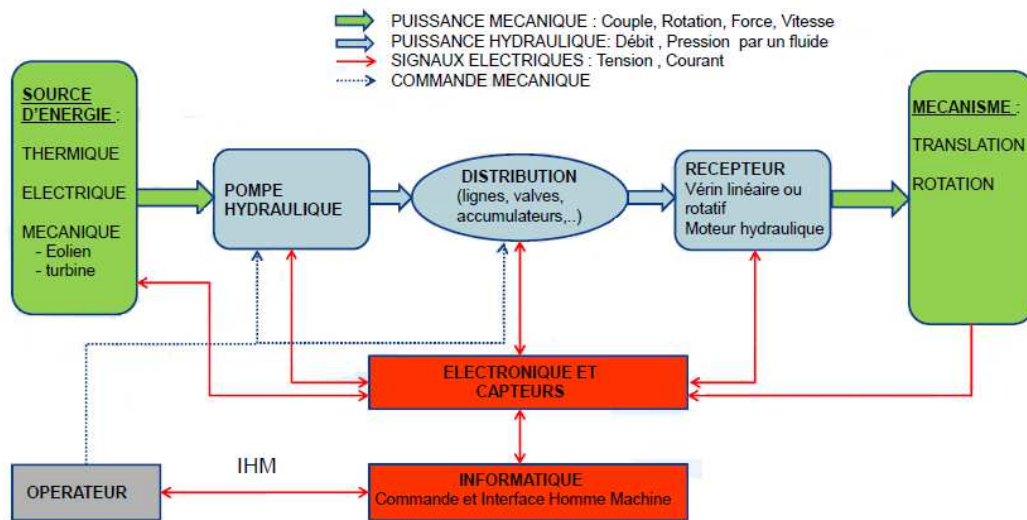 PUISSANCE MECANIQUE : Couple, Rotation, Force, Vitesse
PUISSANCE HYDRAULIQUE: Débit , Pression par un fluide
SIGNAUX ELECTRIQUES : Tension , Courant
COMMANDE MECANIQUE
SOURCE
D'ENERGIE :
THERMIQUE
ELECTRIQUE
MECANIQUE
- Eolien
- turbine
POMPE
HYDRAULIQUE
DISTRIBUTION
(lignes, valves,
accumulateurs,..)
RECEPTEUR
Vérin linéaire ou
rotatif
Moteur hydraulique
MECANISME :
TRANSLATION
ROTATION
ELECTRONIQUE ET
CAPTEURS
OPERATEUR
IHM
INFORMATIQUE
Commande et Interface Homme Machine